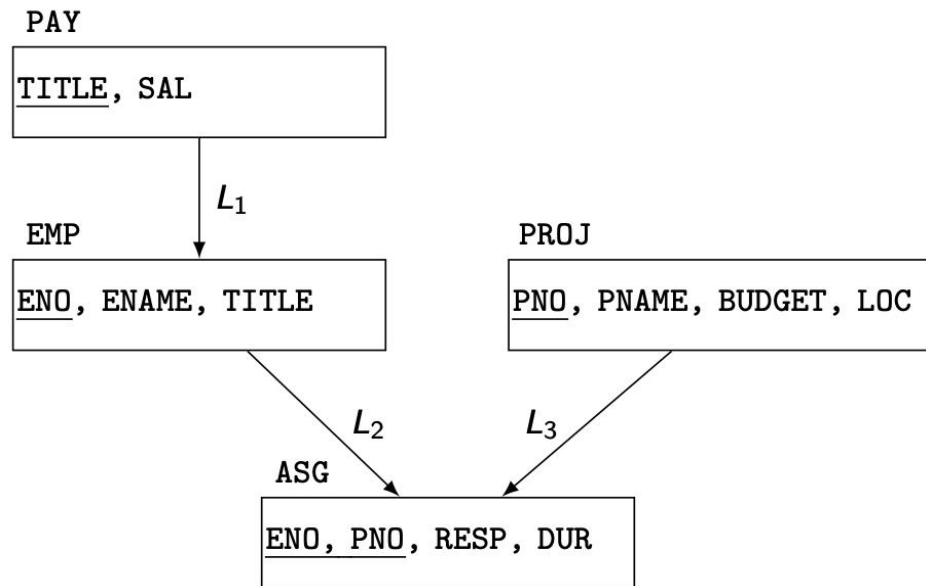 PAY
TITLE, SAL
L1
EMP
PROJ
ENO, ENAME, TITLE
PNO, PNAME, BUDGET, LOC
L2
L3
ASG
ENO, PNO, RESP, DUR